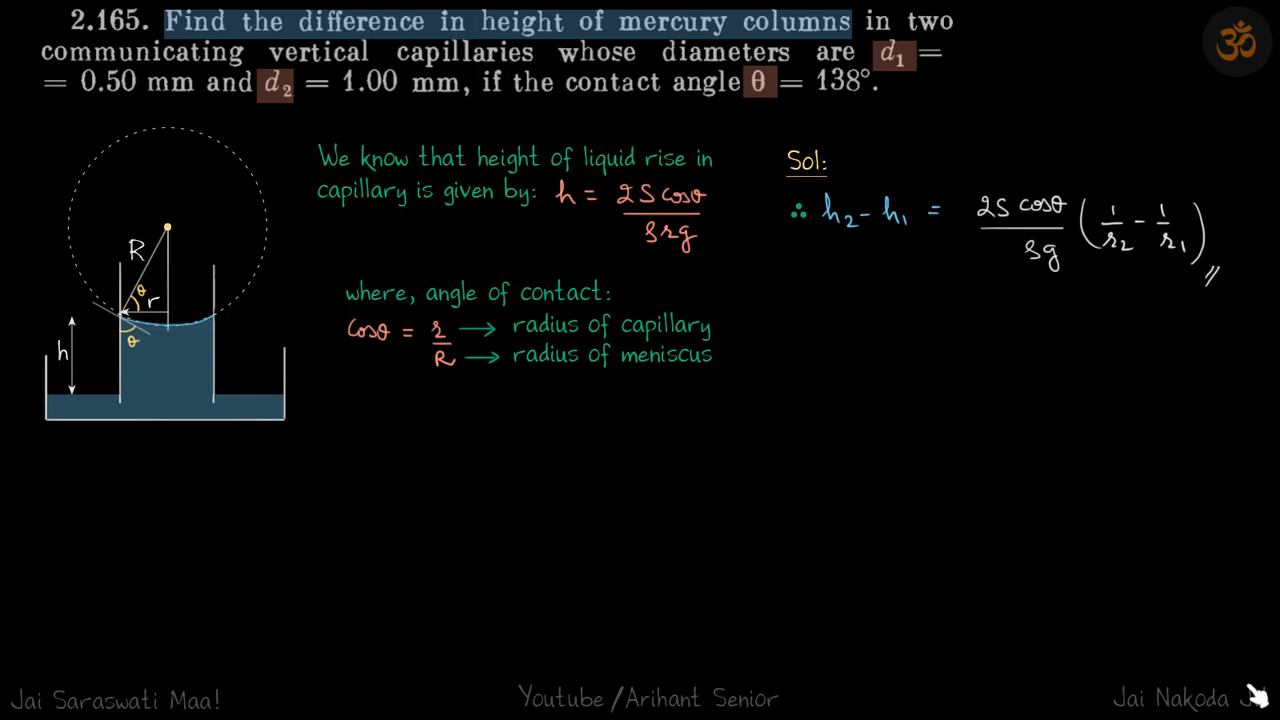 2.165. Find the difference in height of mercury columns in two
communicating vertical capillaries whose diameters are d₁ =
= 0.50 mm and d₂ = 1.00 mm, if the contact angle θ = 138°.
ॐ
We know that height of liquid rise in
capillary is given by: h = 2S cosθ / ρrg
where, angle of contact:
cosθ = r / R
r → radius of capillary
R → radius of meniscus
Sol:
∴ h₂ - h₁ = 2S cosθ / ρg (1/r₂ - 1/r₁) //
R
θ
r
θ
h
Jai Saraswati Maa!
Youtube /Arihant Senior
Jai Nakoda